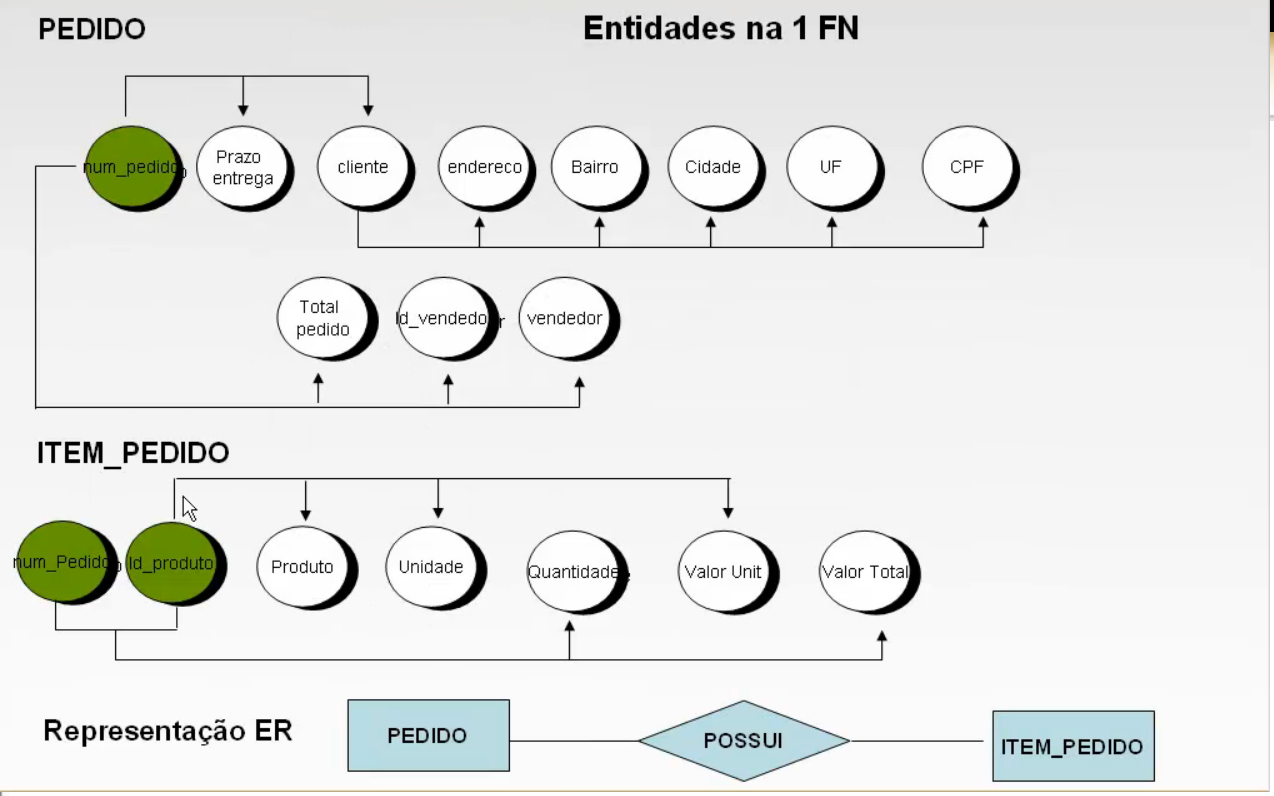 PEDIDO
Entidades na 1 FN
num_pedido
Prazo
entrega
cliente
endereco
Bairro
Cidade
UF
CPF
Total
pedido
Id_vendedor
vendedor
ITEM_PEDIDO
num_Pedido
Id_produto
Produto
Unidade
Quantidade
Valor Unit
Valor Total
Representação ER
PEDIDO
POSSUI
ITEM_PEDIDO